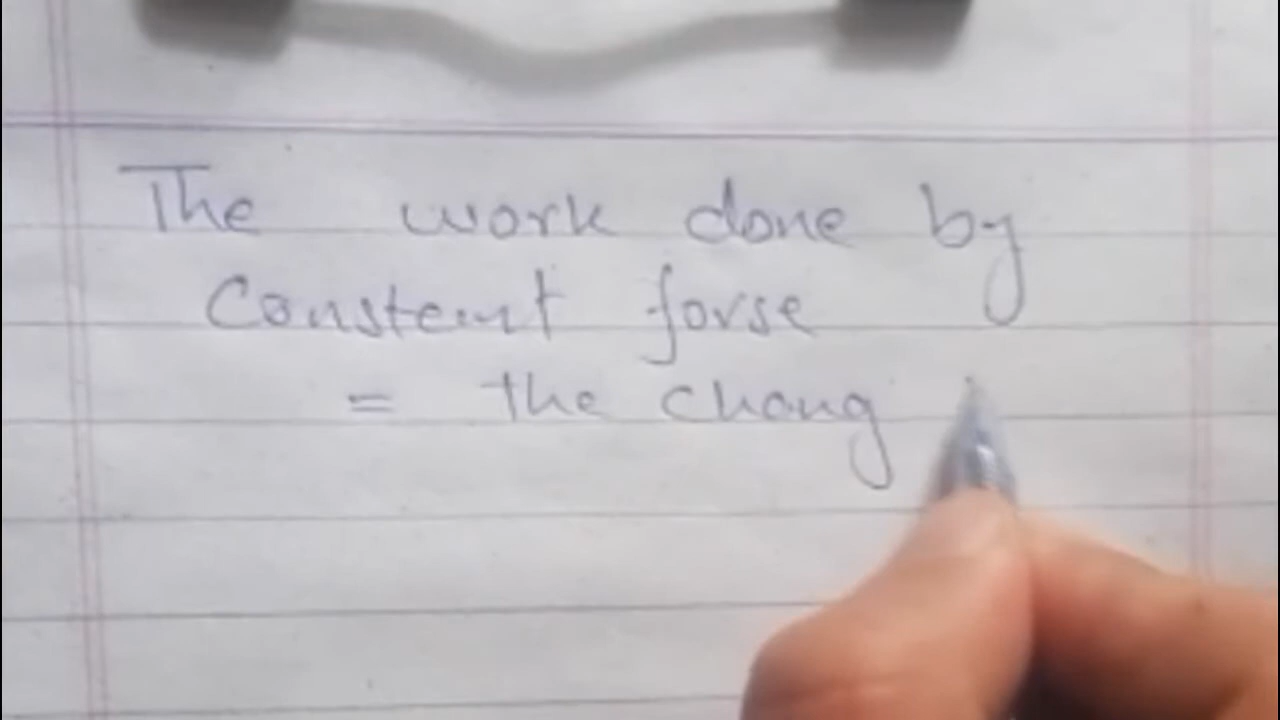 The work done by
Constent forse
= the chang